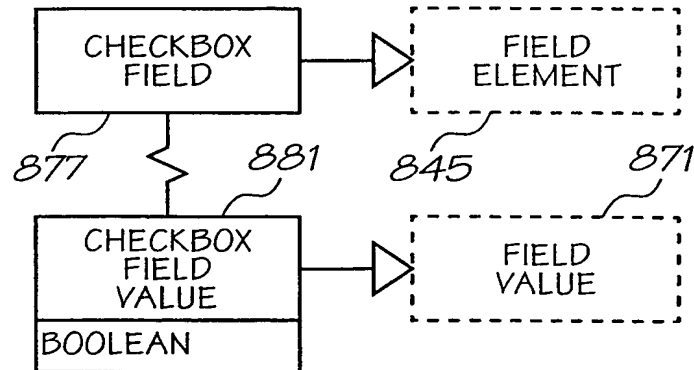 CHECKBOX
FIELD
FIELD
ELEMENT
877
881
845
871
CHECKBOX
FIELD
VALUE
FIELD
VALUE
BOOLEAN